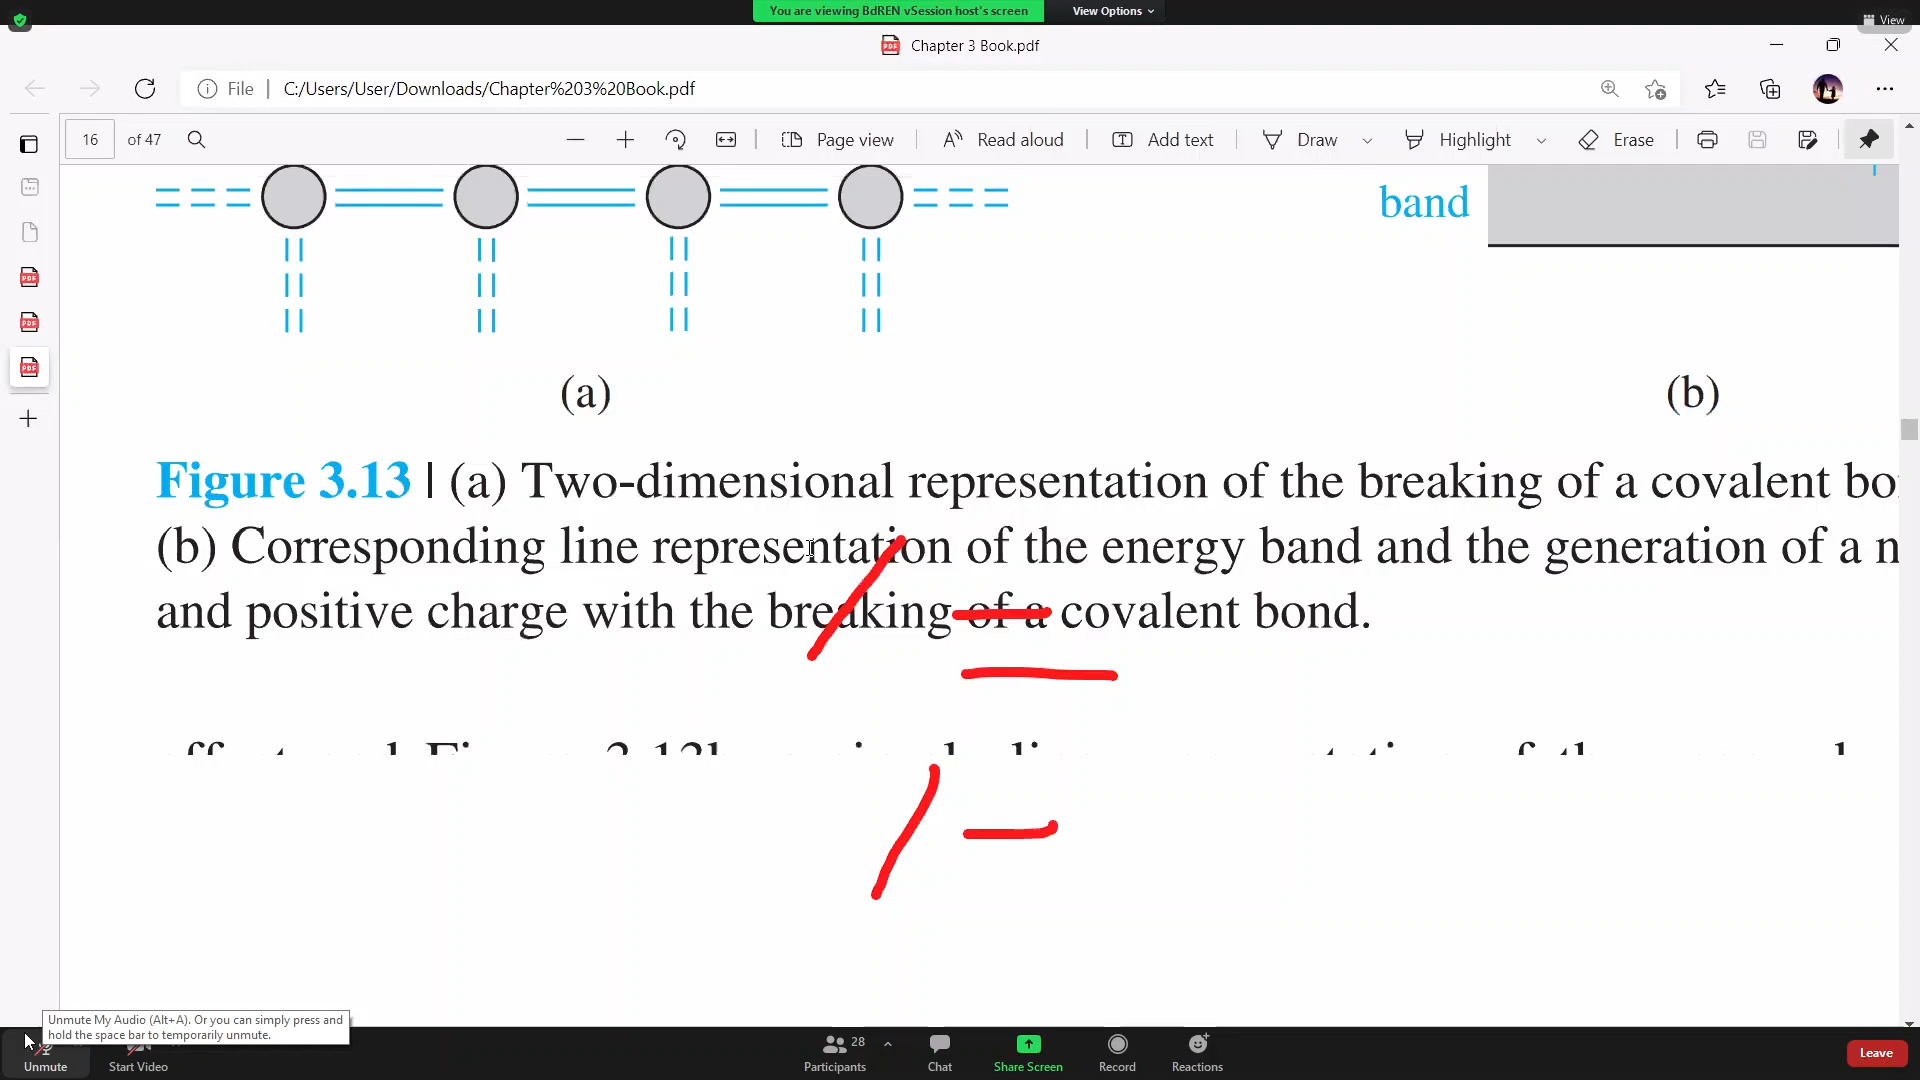 You are viewing BdREN vSession host's screen View Options
View
Chapter 3 Book.pdf
File C:/Users/User/Downloads/Chapter%203%20Book.pdf
16 of 47 Page view Read aloud Add text Draw Highlight Erase
band
(a) (b)
Figure 3.13 | (a) Two-dimensional representation of the breaking of a covalent
(b) Corresponding line representation of the energy band and the generation of a
and positive charge with the breaking of a covalent bond.
Unmute My Audio (Alt+A). Or you can simply press and
hold the space bar to temporarily unmute.
28
Unmute Start Video Participants Chat Share Screen Record Reactions Leave